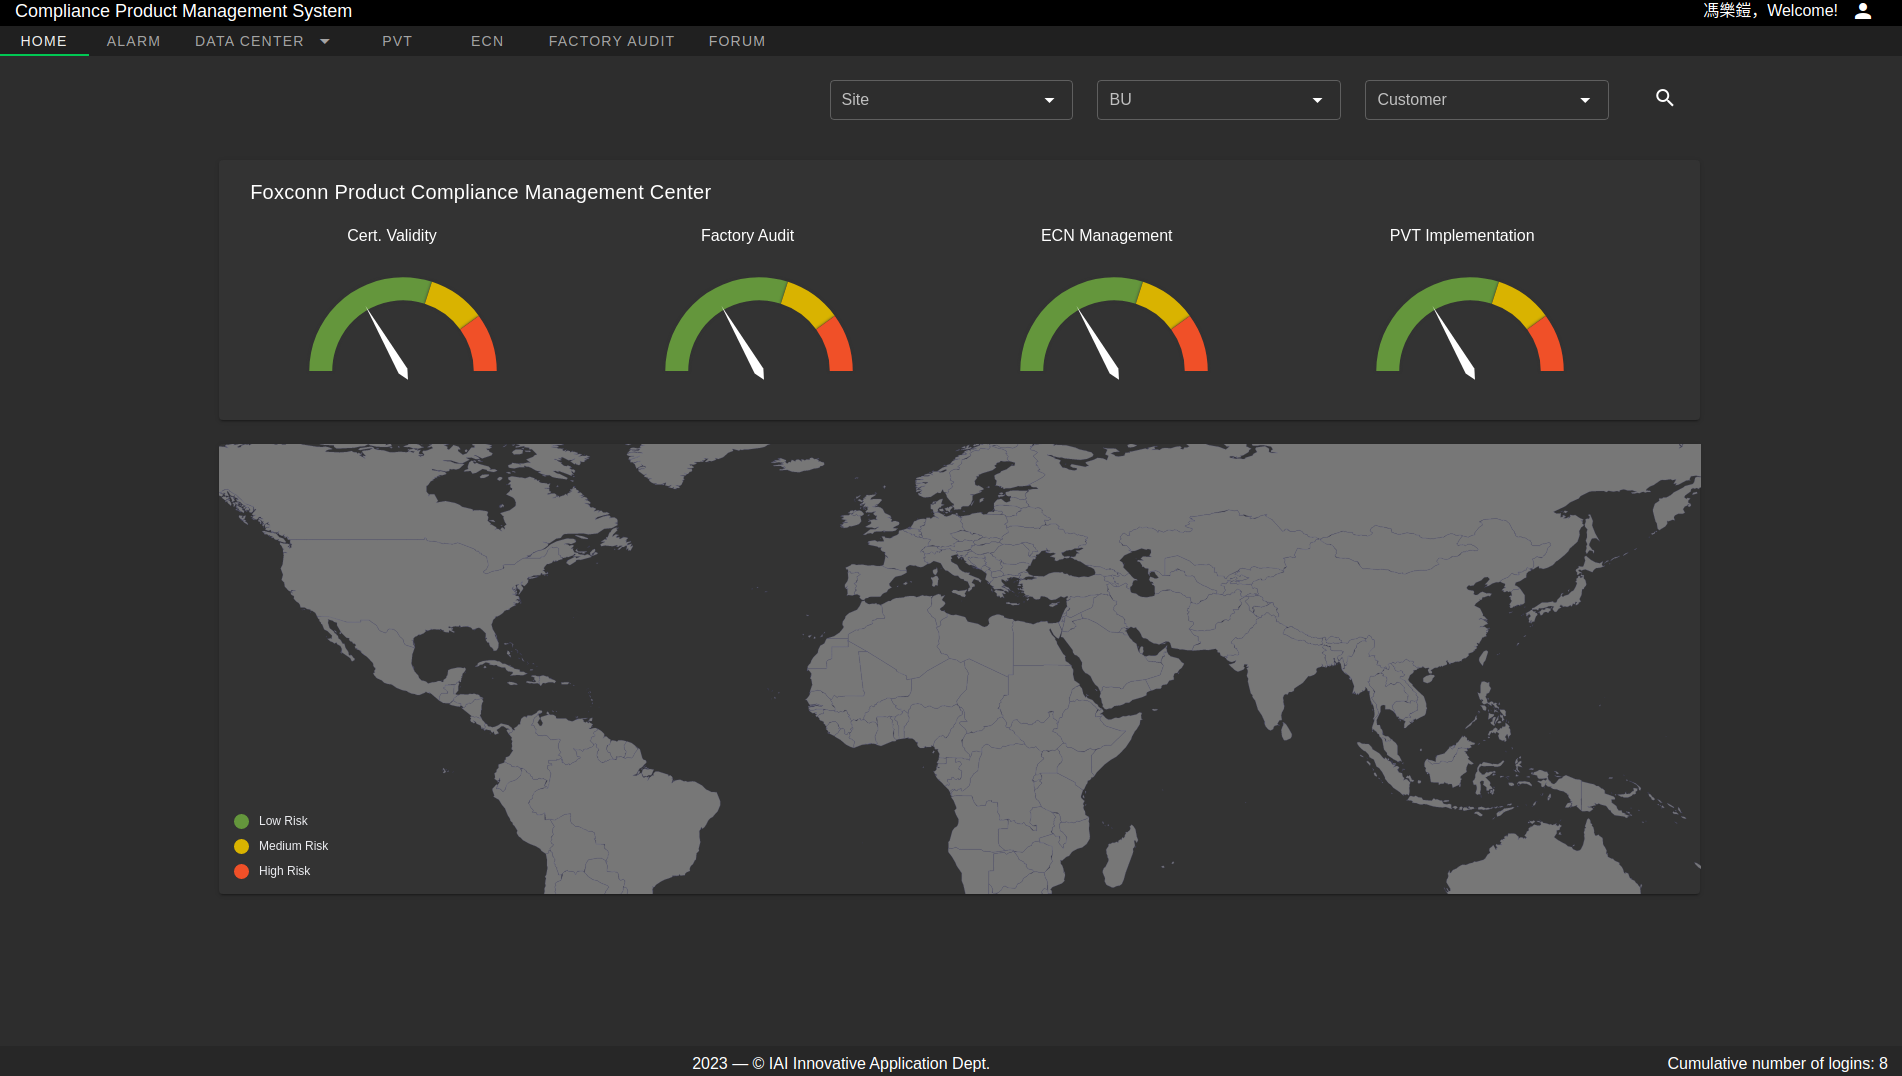 Compliance Product Management System
馮樂鎧，Welcome!
HOME
ALARM
DATA CENTER
PVT
ECN
FACTORY AUDIT
FORUM
Site
BU
Customer
Foxconn Product Compliance Management Center
Cert. Validity
Factory Audit
ECN Management
PVT Implementation
Low Risk
Medium Risk
High Risk
2023 — © IAI Innovative Application Dept.
Cumulative number of logins: 8